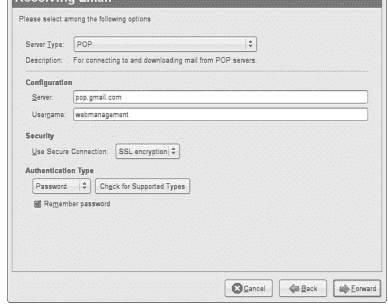 Receiving Email
Please select among the following options
Server Type: POP
Description: For connecting to and downloading mail from POP servers.
Configuration
Server: pop.gmail.com
Username: webmanagement
Security
Use Secure Connection: SSL encryption
Authentication Type
Password Check for Supported Types
Remember password
Cancel Back Forward